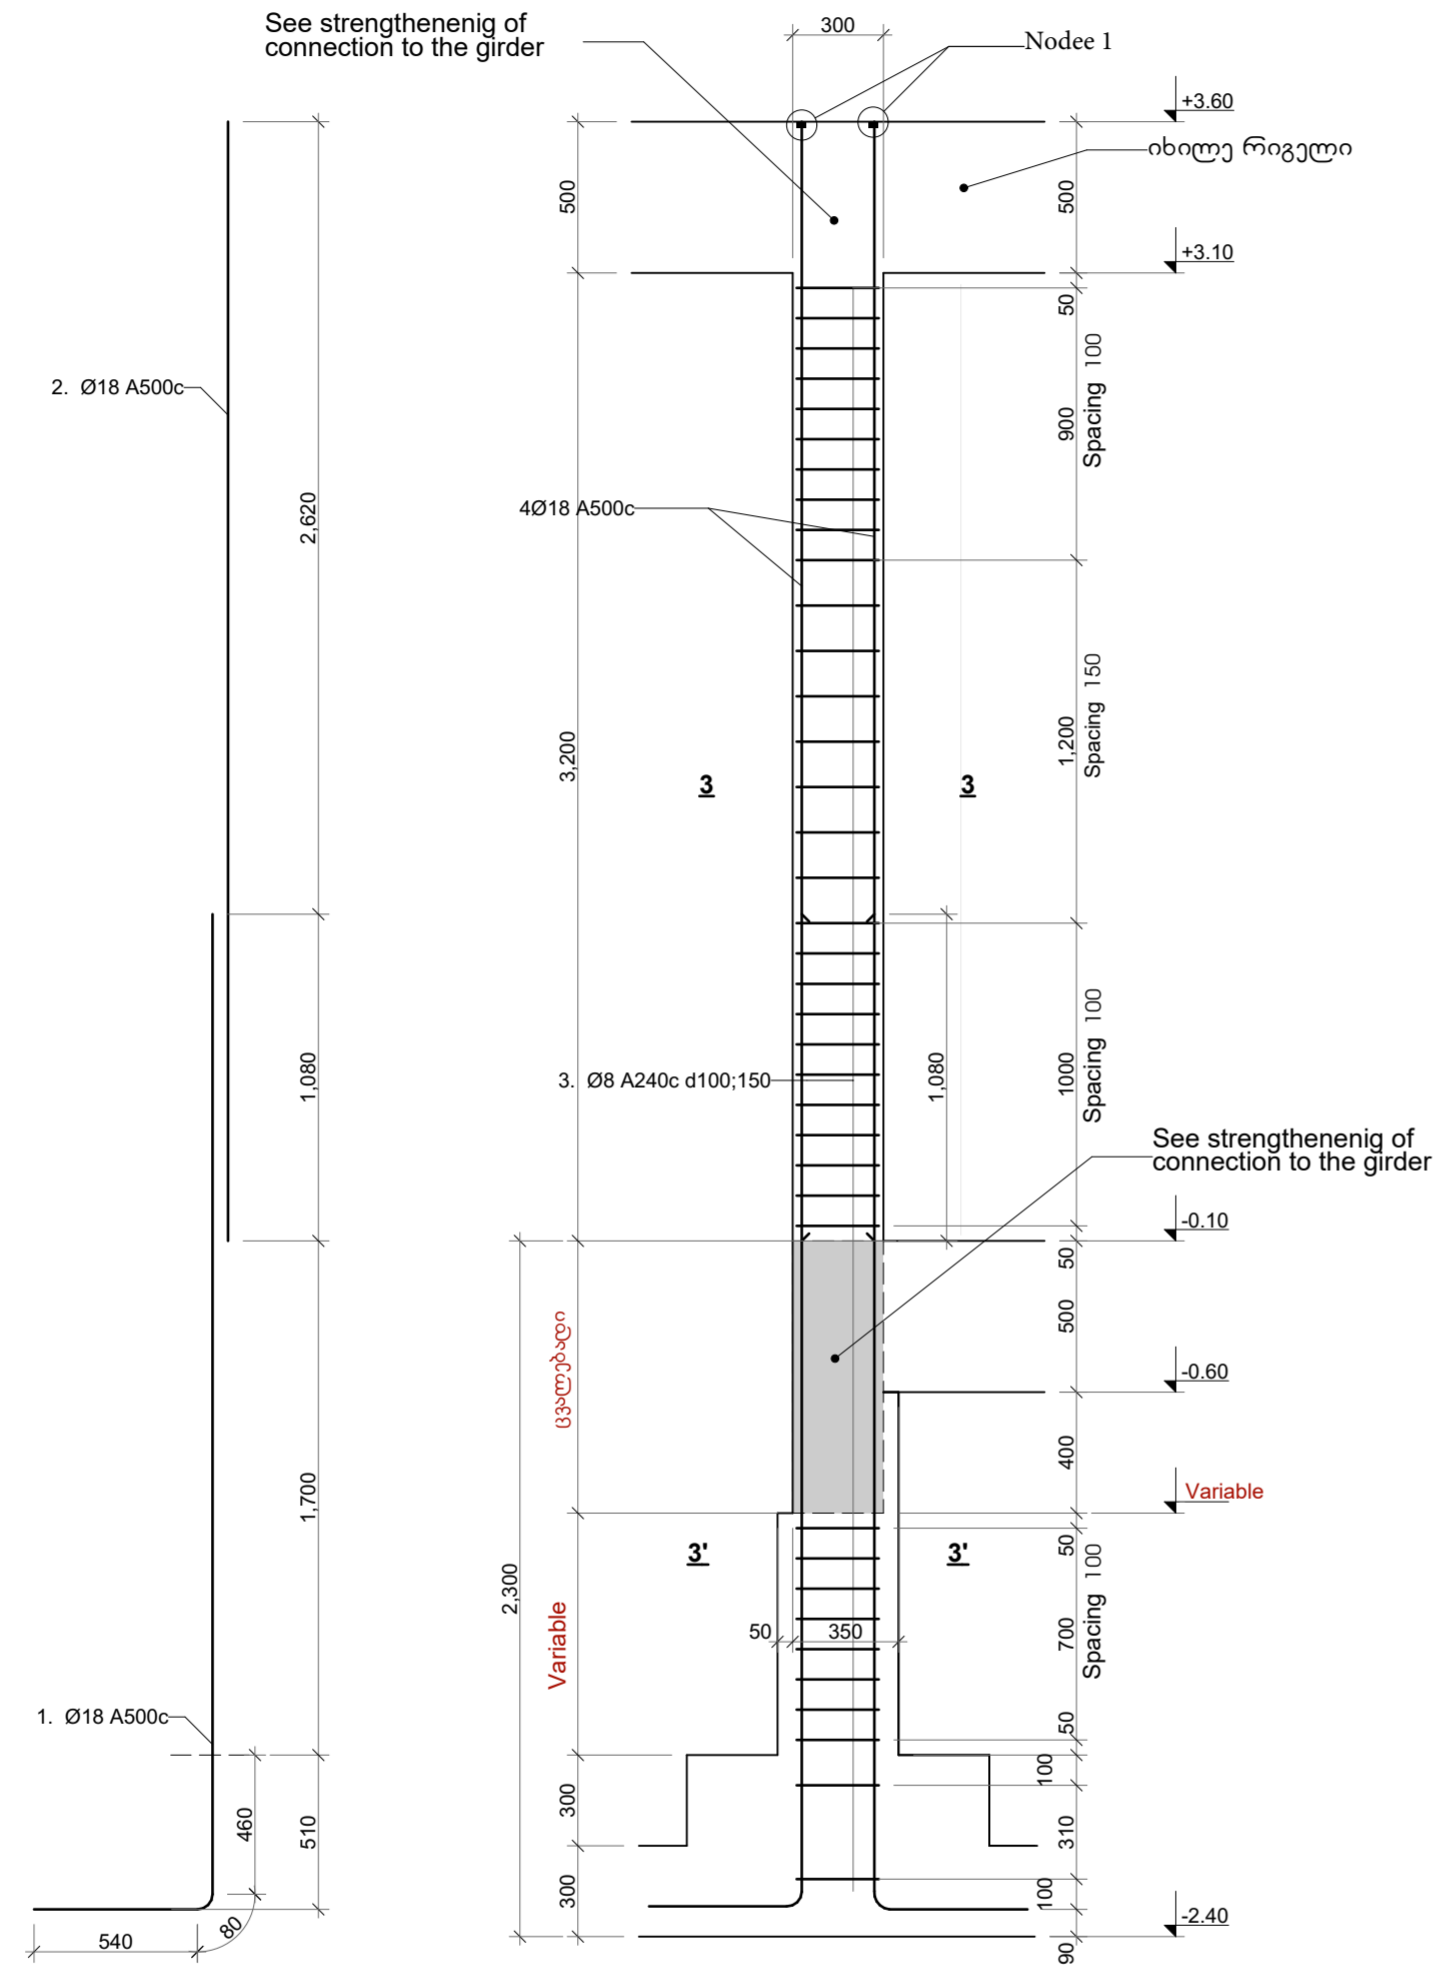 See strengthenenig of
connection to the girder
300
Nodee 1
+3.60
იხილე რიგელი
500
500
+3.10
50
2. Ø18 A500c
900
Spacing 100
2,620
4Ø18 A500c
3,200
1,200
Spacing 150
3
3
1,080
3. Ø8 A240c d100;150
1,080
1000
Spacing 100
See strengthenenig of
connection to the girder
-0.10
50
ცვალებადი
500
-0.60
400
1,700
Variable
3'
3'
50
2,300
Variable
50
350
700
Spacing 100
1. Ø18 A500c
50
100
460
510
300
310
300
100
-2.40
540
80
90